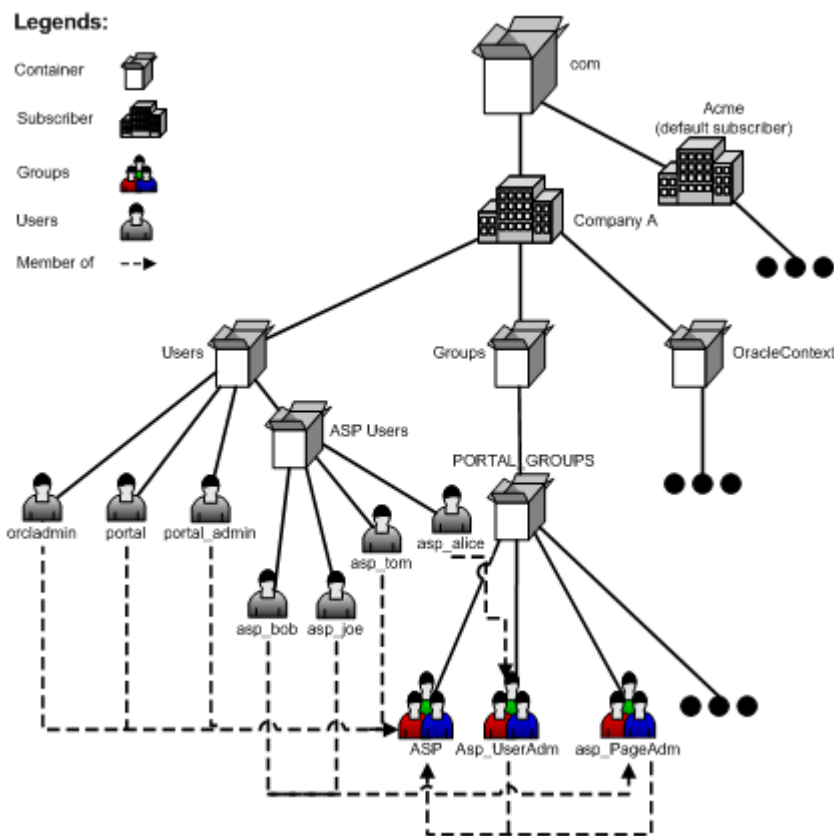 Legends:
Container
Subscriber
Groups
Users
Member of
com
Acme
(default subscriber)
Company A
Users
Groups
OracleContext
ASP Users
PORTAL_GROUPS
orcladmin
portal
portal_admin
asp_tom
asp_alice
asp_bob
asp_joe
ASP
Asp_UserAdm
asp_PageAdm